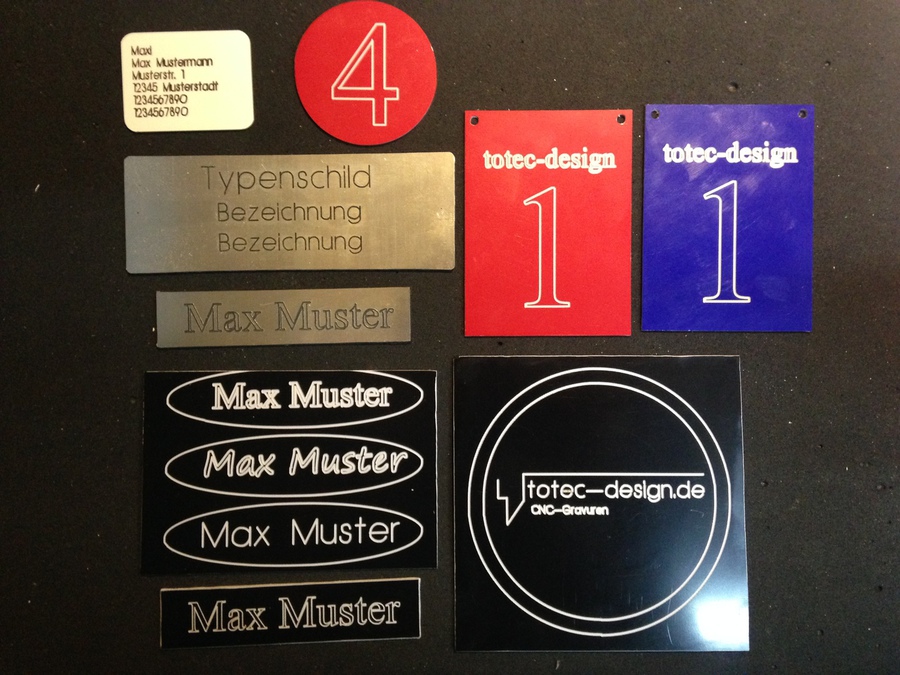 Maxi
Max Mustermann
Musterstr. 1
12345 Musterstadt
1234567890
1234567890
4
Typenschild
Bezeichnung
Bezeichnung
Max Muster
totec-design
1
totec-design
1
Max Muster
Max Muster
Max Muster
Max Muster
totec-design.de
CNC-Gravuren